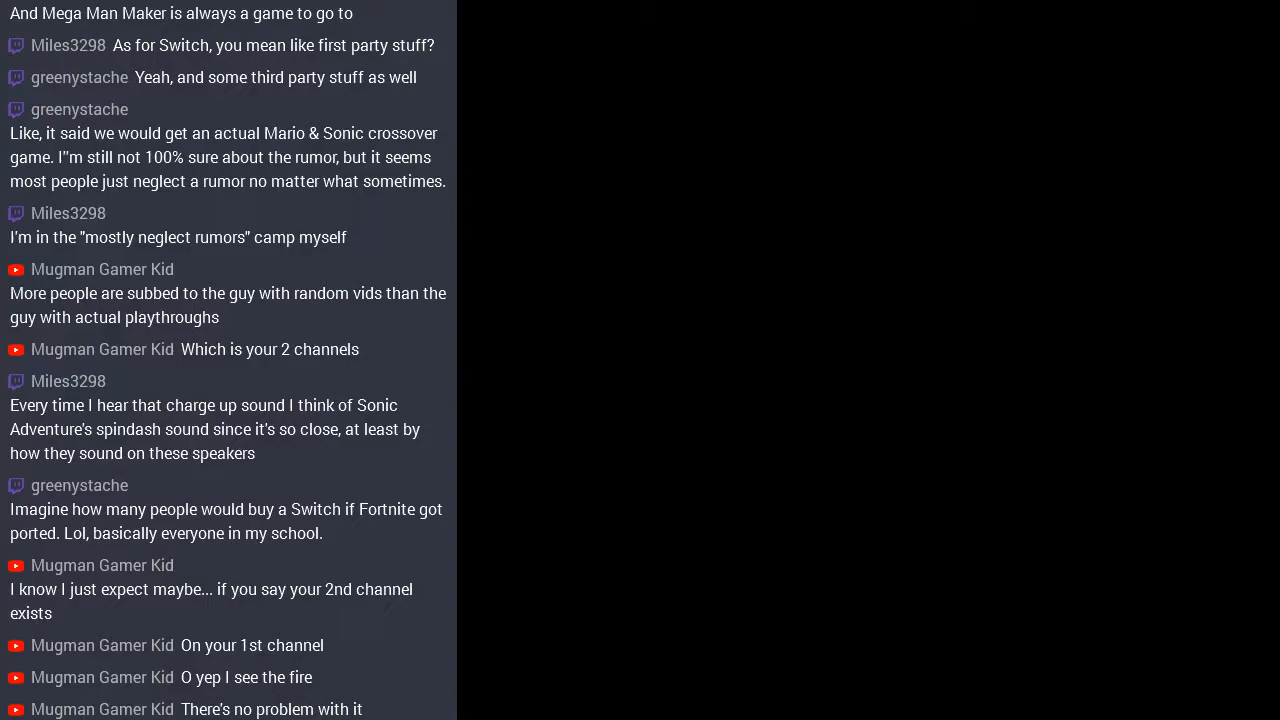 And Mega Man Maker is always a game to go to
Miles3298 As for Switch, you mean like first party stuff?
greenystache Yeah, and some third party stuff as well
greenystache
Like, it said we would get an actual Mario & Sonic crossover
game. I"m still not 100% sure about the rumor, but it seems
most people just neglect a rumor no matter what sometimes.
Miles3298
I'm in the "mostly neglect rumors" camp myself
Mugman Gamer Kid
More people are subbed to the guy with random vids than the
guy with actual playthroughs
Mugman Gamer Kid Which is your 2 channels
Miles3298
Every time I hear that charge up sound I think of Sonic
Adventure's spindash sound since it's so close, at least by
how they sound on these speakers
greenystache
Imagine how many people would buy a Switch if Fortnite got
ported. Lol, basically everyone in my school.
Mugman Gamer Kid
I know I just expect maybe... if you say your 2nd channel
exists
Mugman Gamer Kid On your 1st channel
Mugman Gamer Kid O yep I see the fire
Mugman Gamer Kid There's no problem with it